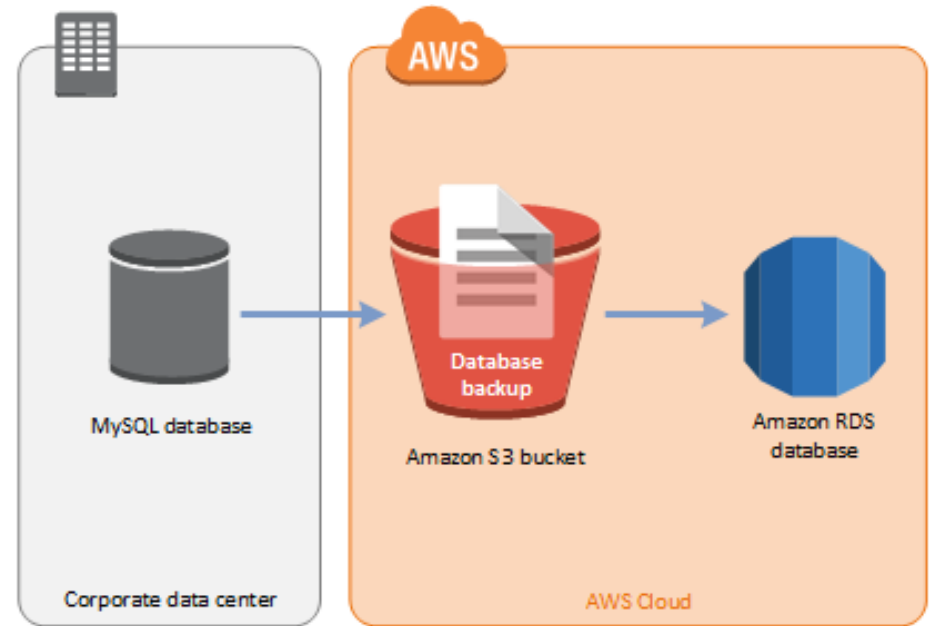 AWS
Database
backup
MySQL database
Amazon S3 bucket
Amazon RDS
database
Corporate data center
AWS Cloud